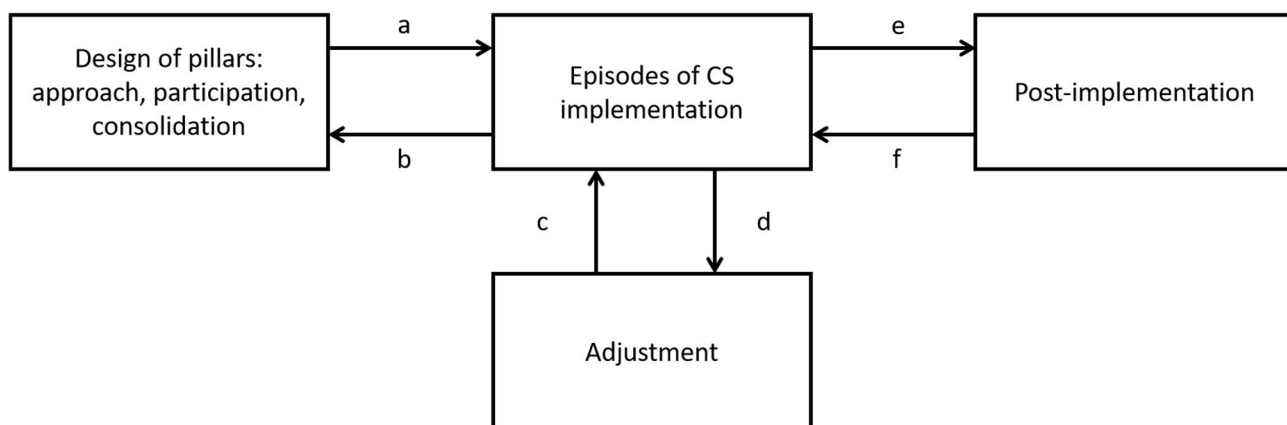 Design of pillars:
approach, participation,
consolidation
a
b
Episodes of CS
implementation
e
f
Post-implementation
c
d
Adjustment